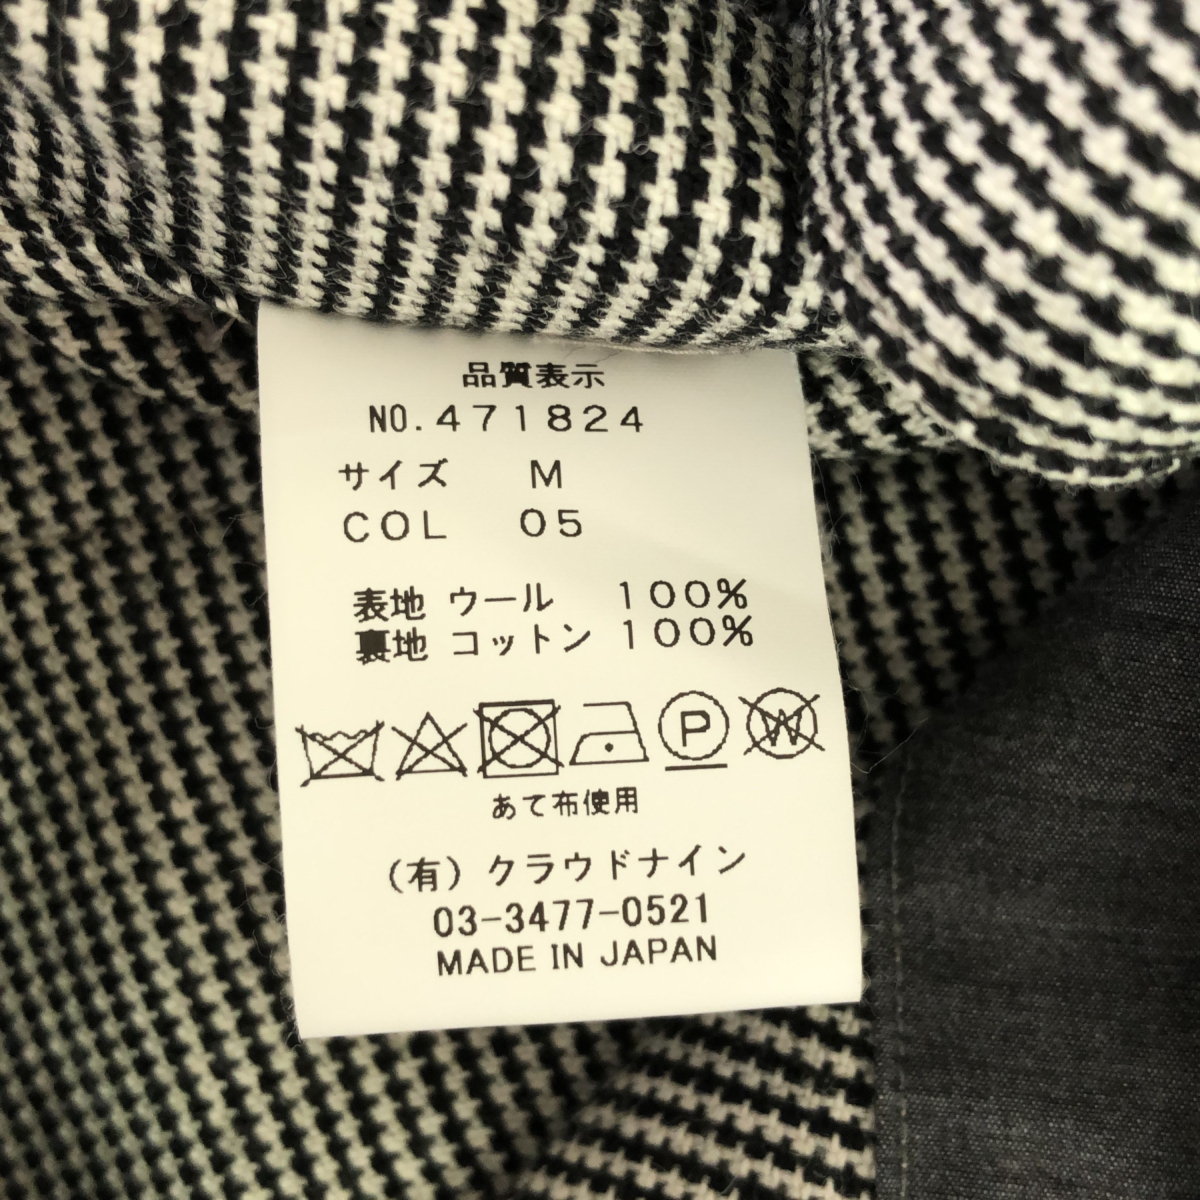 品質表示
NO.471824
サイズ M
COL 05
表地 ウール 100%
裏地 コットン 100%
P W
あて布使用
(有)クラウドナイン
03-3477-0521
MADE IN JAPAN